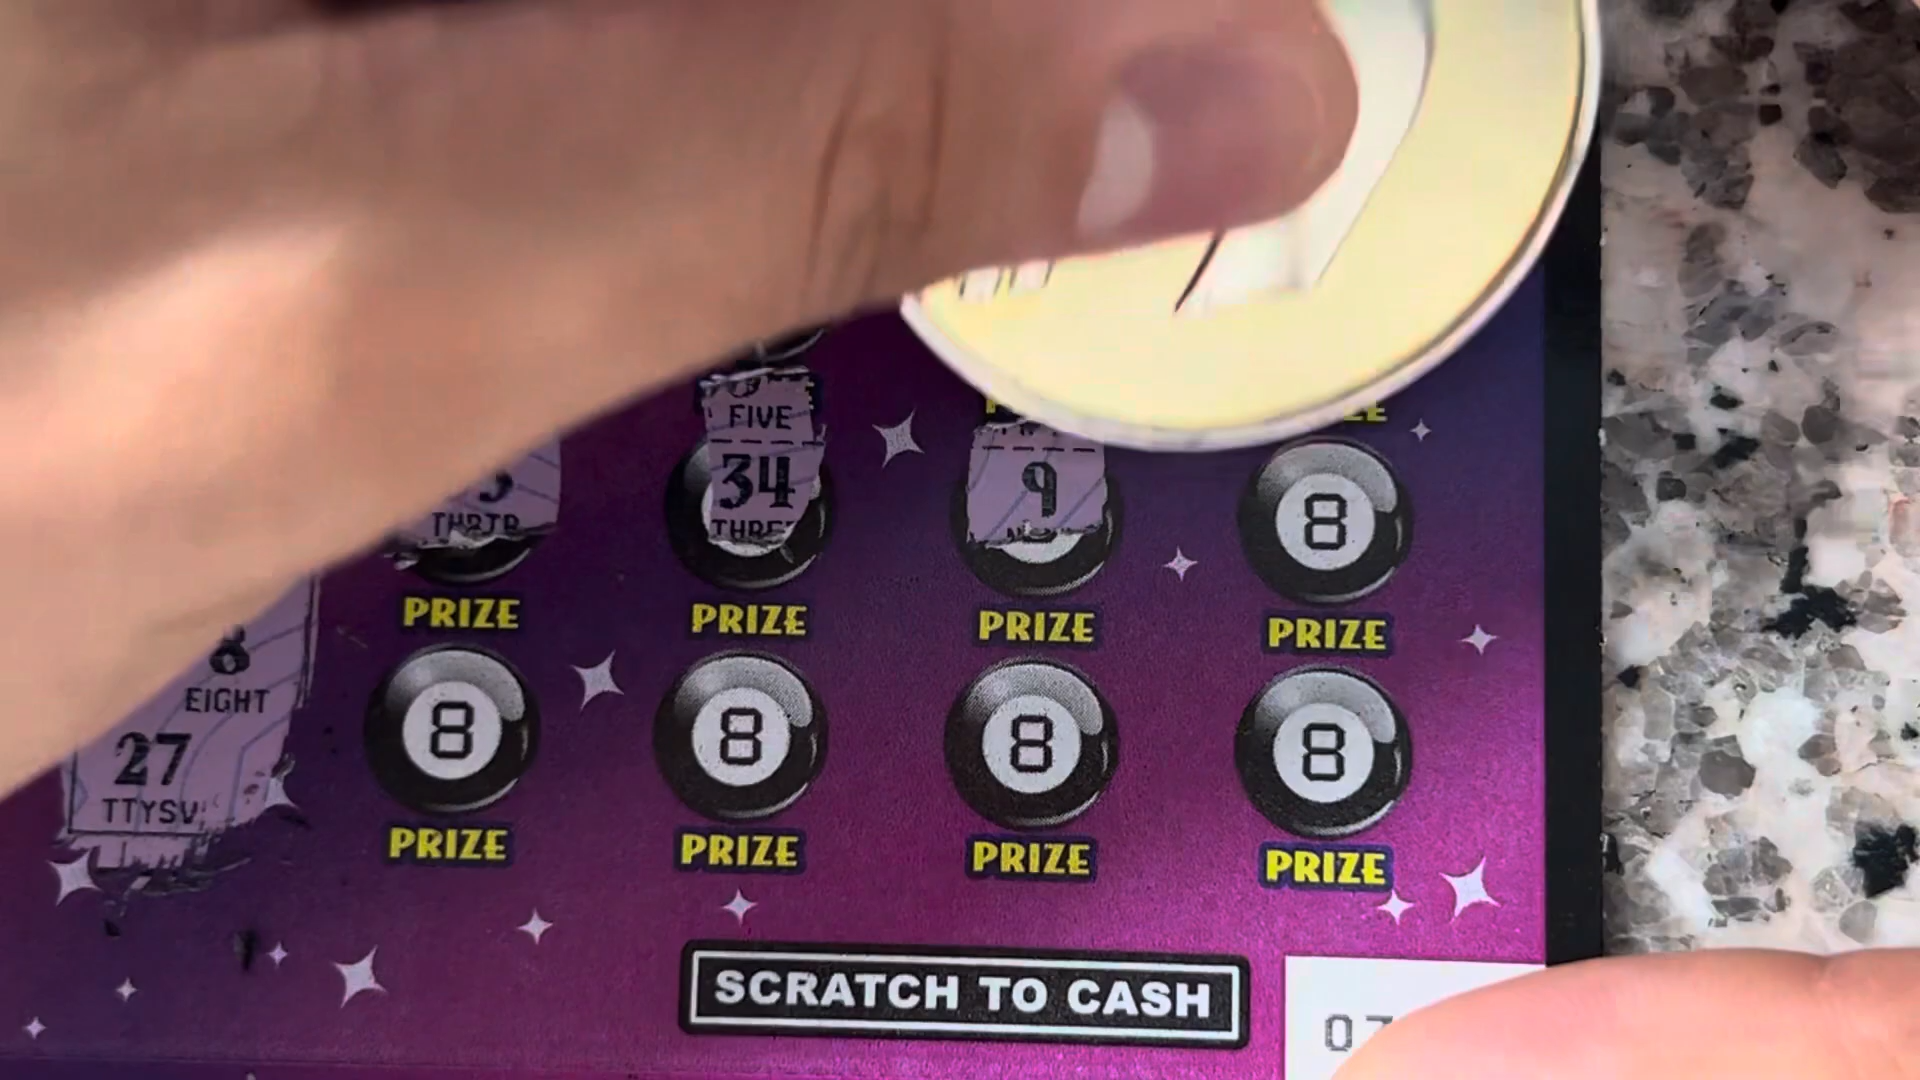 FIVE
34
9
8
PRIZE PRIZE PRIZE PRIZE
8
EIGHT
27
8 8 8 8
PRIZE PRIZE PRIZE PRIZE
SCRATCH TO CASH